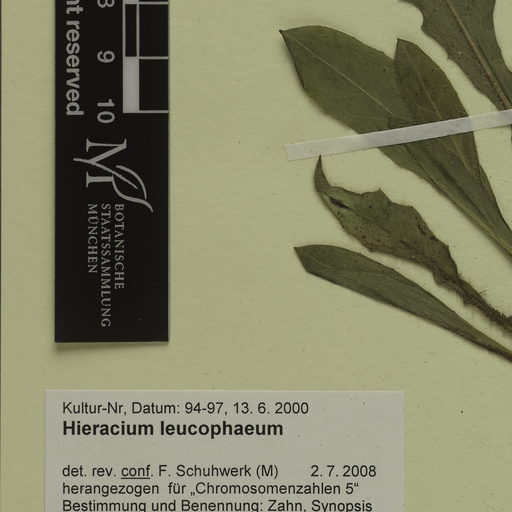 nt reserved
8 9 10
BOTANISCHE
STAATSSAMMLUNG
MÜNCHEN
Kultur-Nr, Datum: 94-97, 13. 6. 2000
Hieracium leucophaeum
det. rev. conf. F. Schuhwerk (M) 2. 7. 2008
herangezogen für „Chromosomenzahlen 5“
Bestimmung und Benennung: Zahn, Synopsis